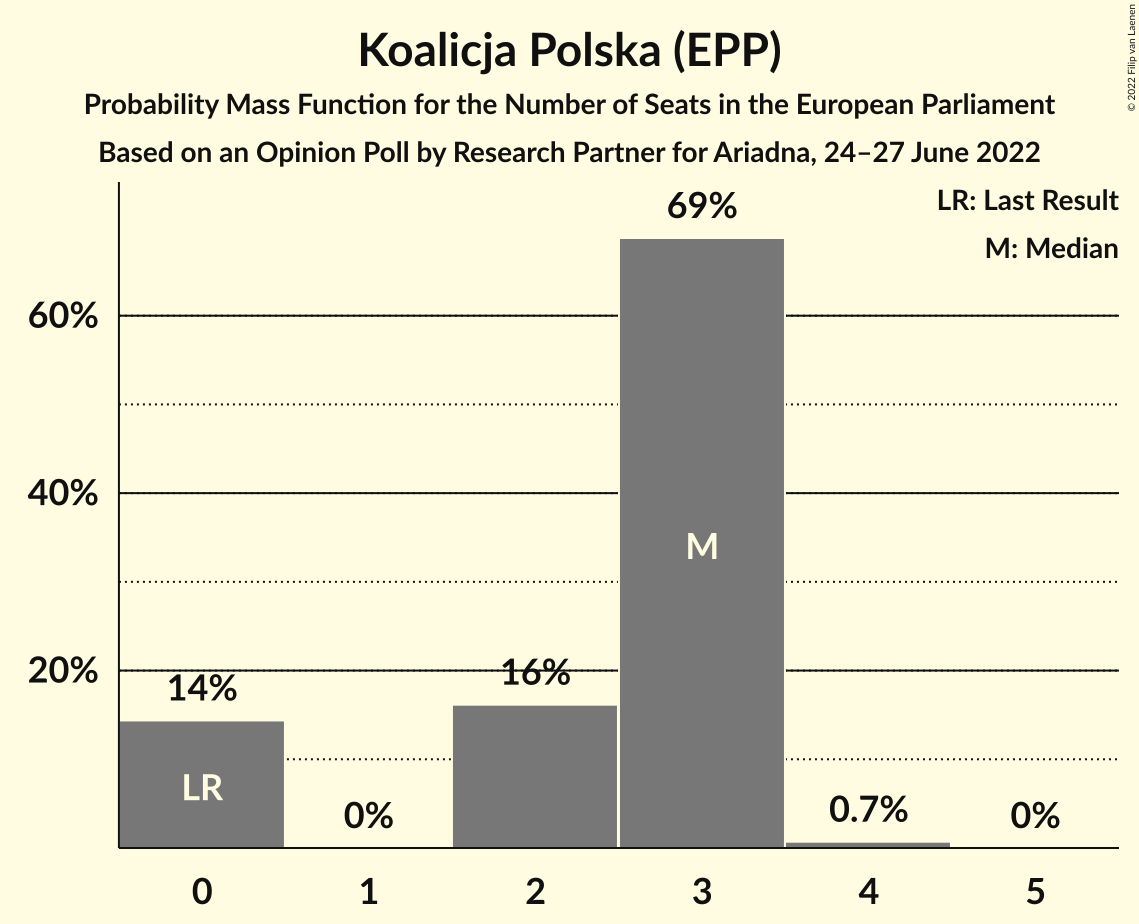 Koalicja Polska (EPP)
Probability Mass Function for the Number of Seats in the European Parliament
Based on an Opinion Poll by Research Partner for Ariadna, 24–27 June 2022
© 2022 Filip van Laenen
LR: Last Result
M: Median
69%
60%
40%
M
20%
14%
16%
LR
0%
0.7%
0%
0 1 2 3 4 5